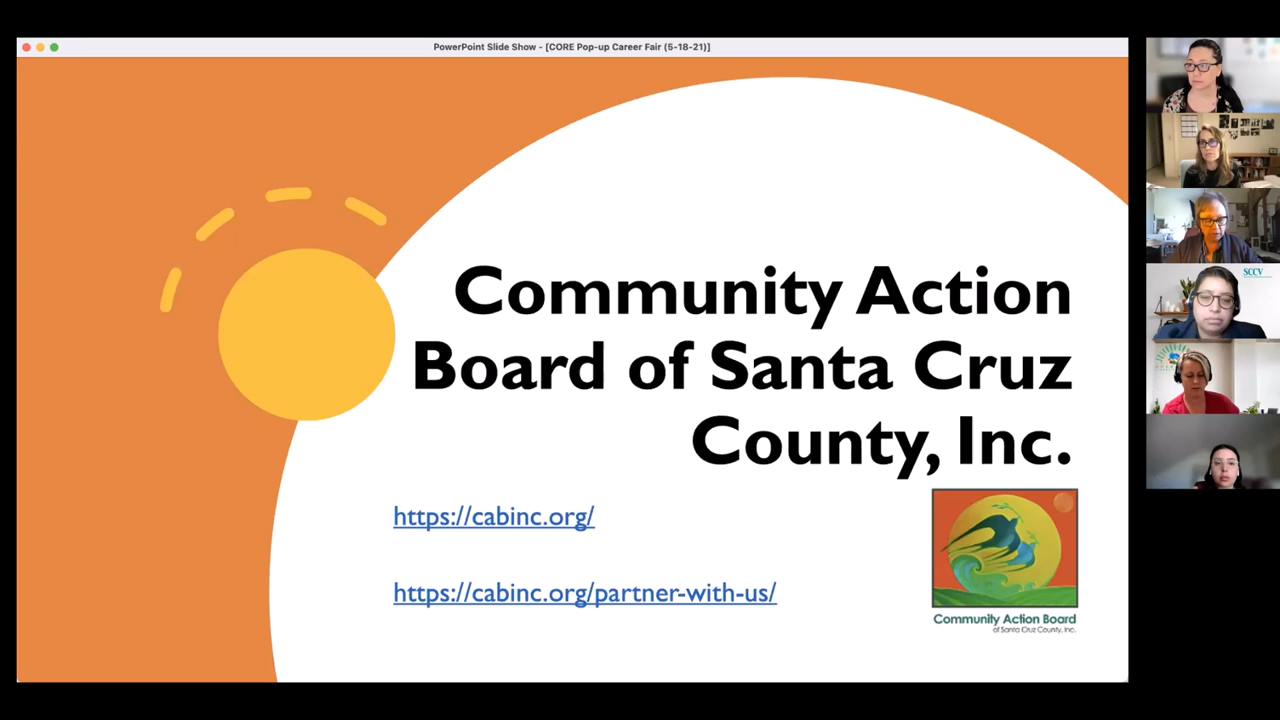 PowerPoint Slide Show - [CORE Pop-up Career Fair (5-18-21)]
Community Action
Board of Santa Cruz
County, Inc.
https://cabinc.org/
https://cabinc.org/partner-with-us/
Community Action Board
of Santa Cruz County, Inc.
SCCV